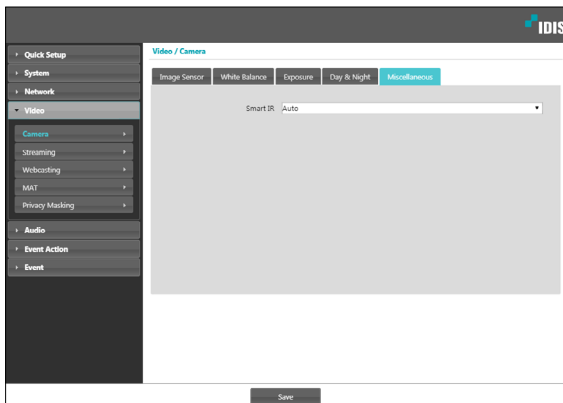 IDIS
Quick Setup
System
Network
Video
Camera
Streaming
Webcasting
MAT
Privacy Masking
Audio
Event Action
Event
Video / Camera
Image Sensor White Balance Exposure Day & Night Miscellaneous
Smart IR Auto
Save